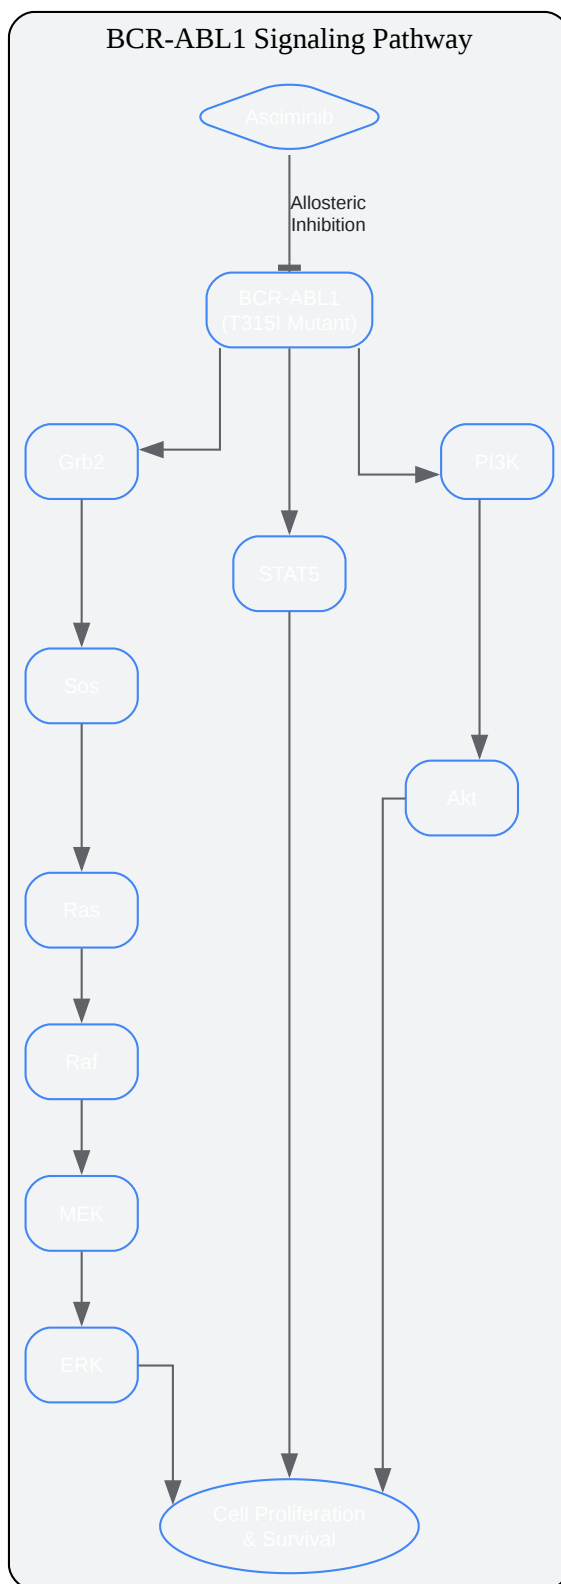 BCR-ABL1 Signaling Pathway
Asciminib
Allosteric
Inhibition
BCR-ABL1
(T315I Mutant)
Grb2
PI3K
STAT5
Sos
Akt
Ras
Raf
MEK
ERK
Cell Proliferation
& Survival